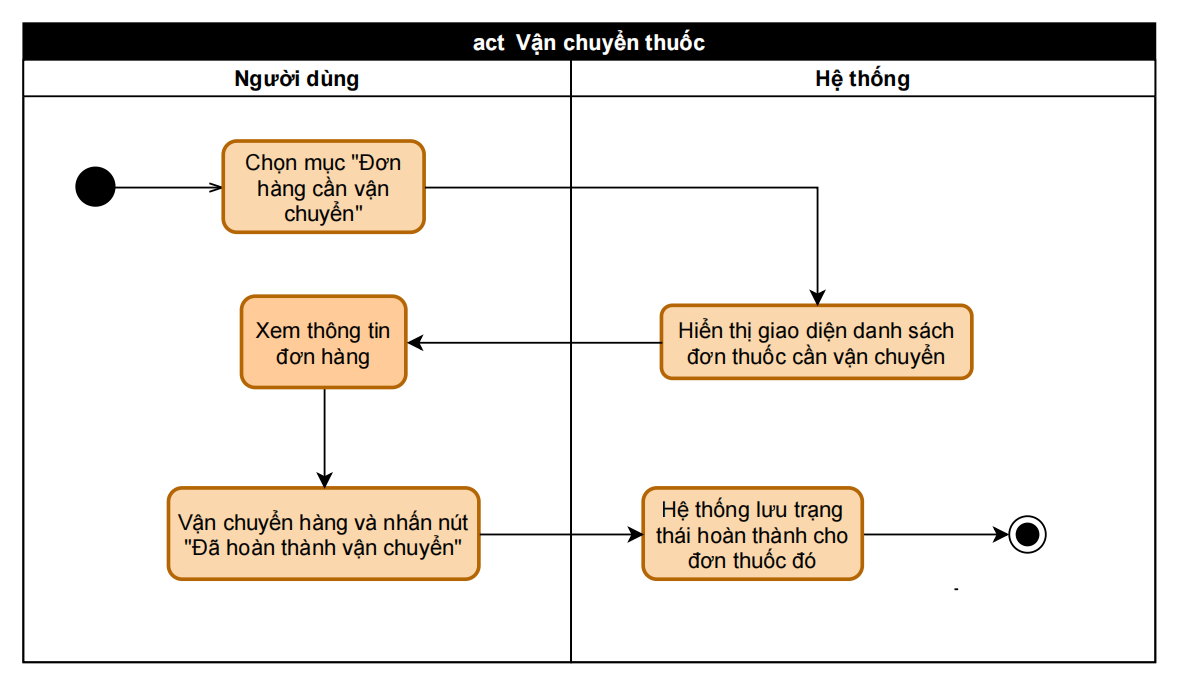 act  Vận chuyển thuốc
Người dùng
Hệ thống
Chọn mục "Đơn
hàng cần vận
chuyển"
Xem thông tin
đơn hàng
Hiển thị giao diện danh sách
đơn thuốc cần vận chuyển
Vận chuyển hàng và nhấn nút
"Đã hoàn thành vận chuyển"
Hệ thống lưu trạng
thái hoàn thành cho
đơn thuốc đó
-